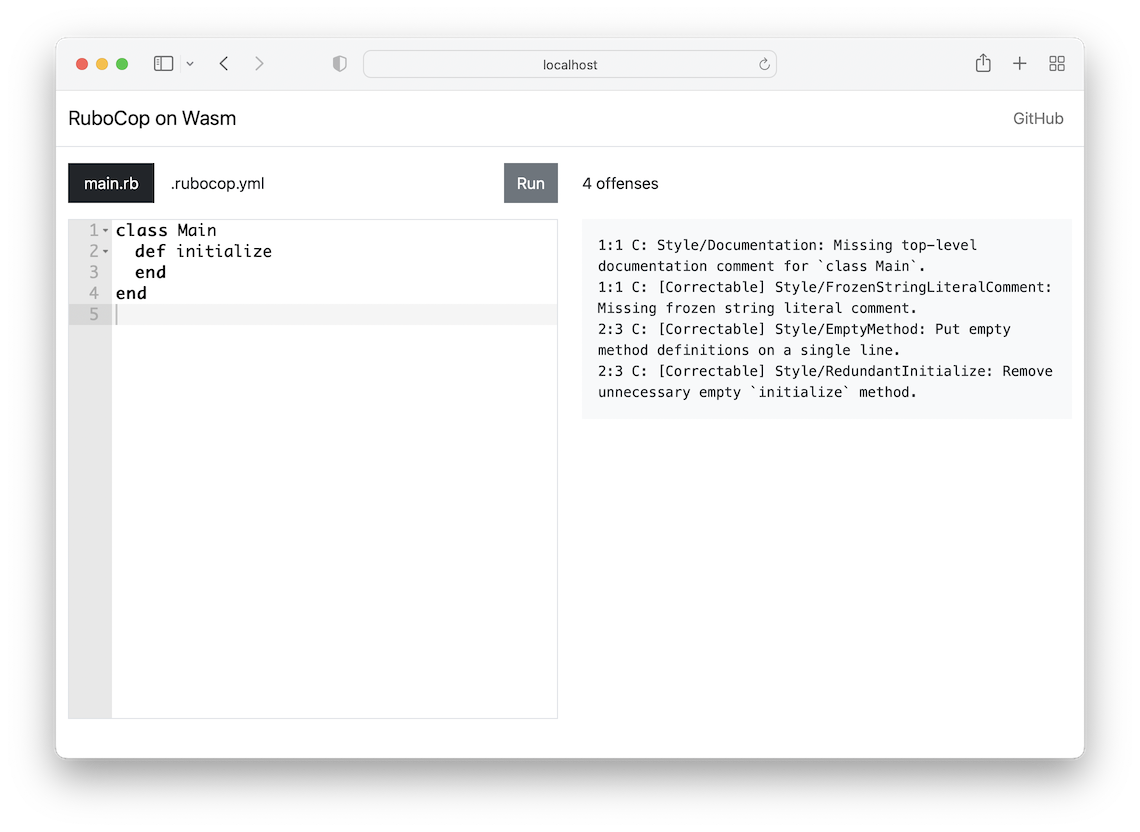 localhost
RuboCop on Wasm
GitHub
main.rb
.rubocop.yml
Run
4 offenses
1 class Main
2   def initialize
3   end
4 end
5
1:1 C: Style/Documentation: Missing top-level
documentation comment for `class Main`.
1:1 C: [Correctable] Style/FrozenStringLiteralComment:
Missing frozen string literal comment.
2:3 C: [Correctable] Style/EmptyMethod: Put empty
method definitions on a single line.
2:3 C: [Correctable] Style/RedundantInitialize: Remove
unnecessary empty `initialize` method.